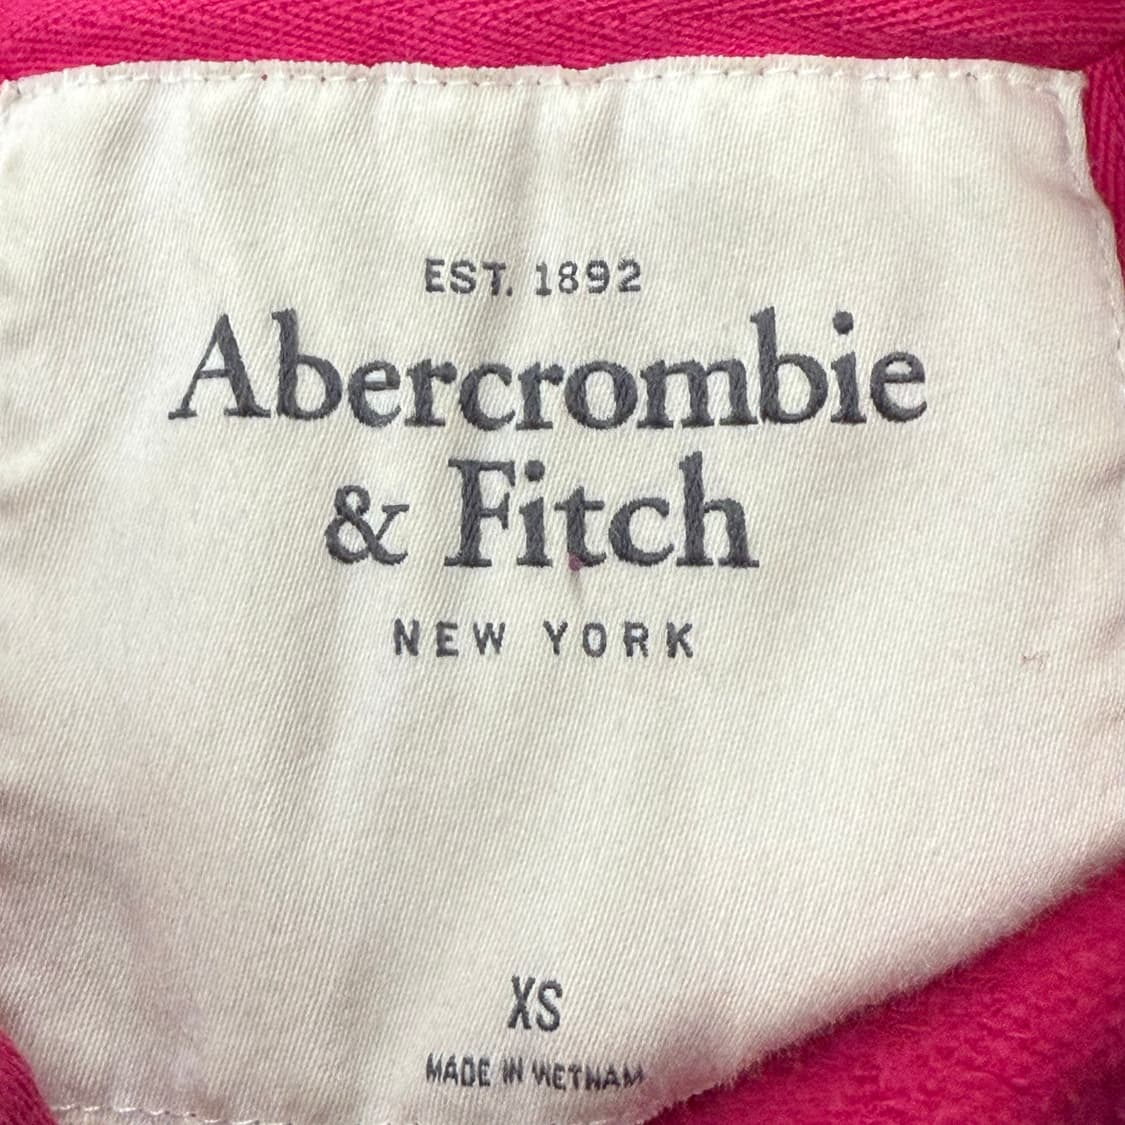 EST. 1892
Abercrombie
& Fitch
NEW YORK
XS
MADE IN VIETNAM